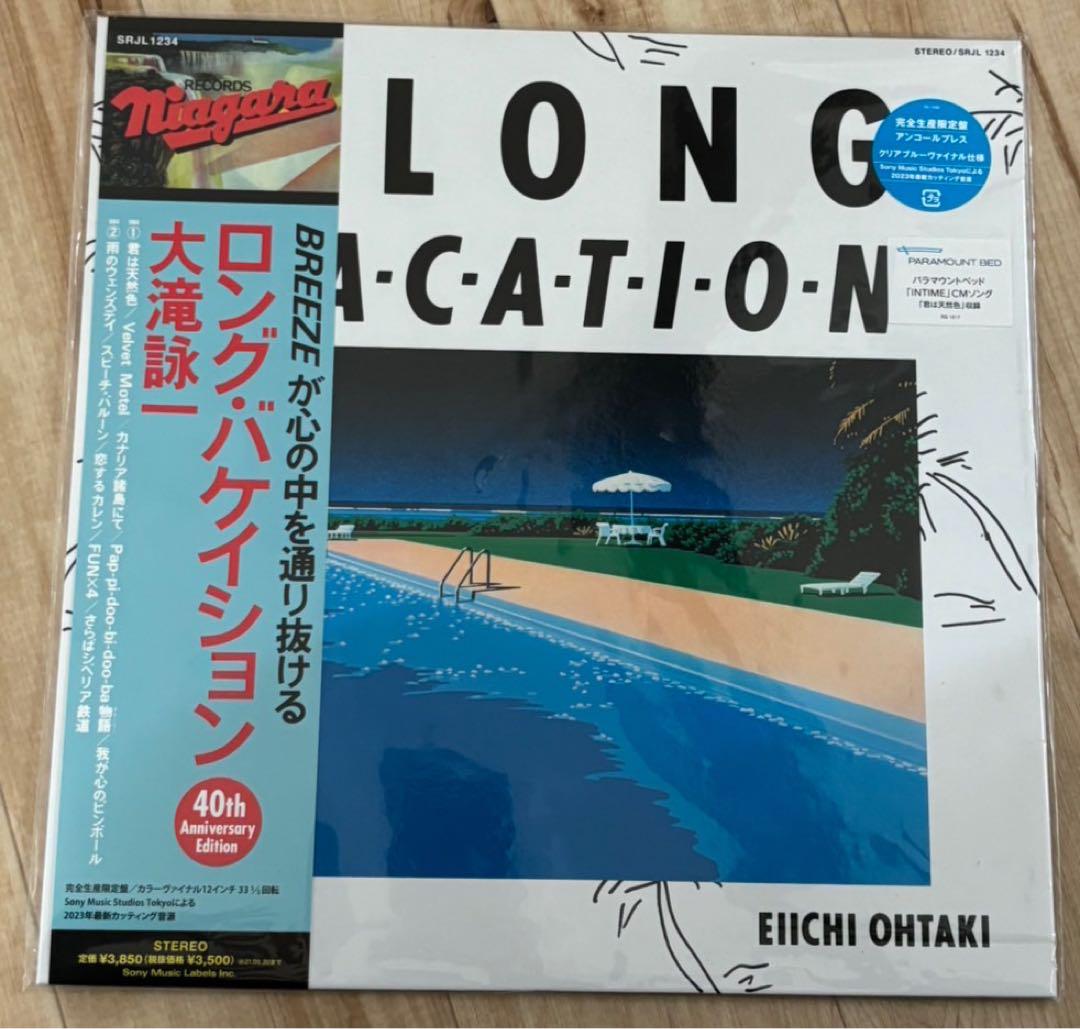 SRJL1234
RECORDS
Niagara
STEREO/SRJL 1234
LONG
A·C·A·T·I·O·N
完全生産限定盤
アンコールプレス
クリアブルーヴァイナル仕様
Sony Music Studios Tokyoによる
2023年最新カッティング音源
プラ
PARAMOUNT BED
パラマウントベッド
「INTIME」CMソング
「君は天然色」収録
BREEZEが心の中を通り抜ける
ロング・バケイション
大滝詠一
① 君は天然色/Velvet Motel/カナリア諸島にて/Pap-pi-doo-bi-doo-ba物語/我が心のピンボール
② 雨のウェンズデイ/スピーチ・バルーン/恋するカレン/FUN×4/さらばシベリア鉄道
40th
Anniversary
Edition
完全生産限定盤/カラーヴァイナル12インチ 33 1/3回転
Sony Music Studios Tokyoによる
2023年最新カッティング音源
STEREO
定価 ¥3,850(税抜価格 ¥3,500)
Sony Music Labels Inc.
EIICHI OHTAKI